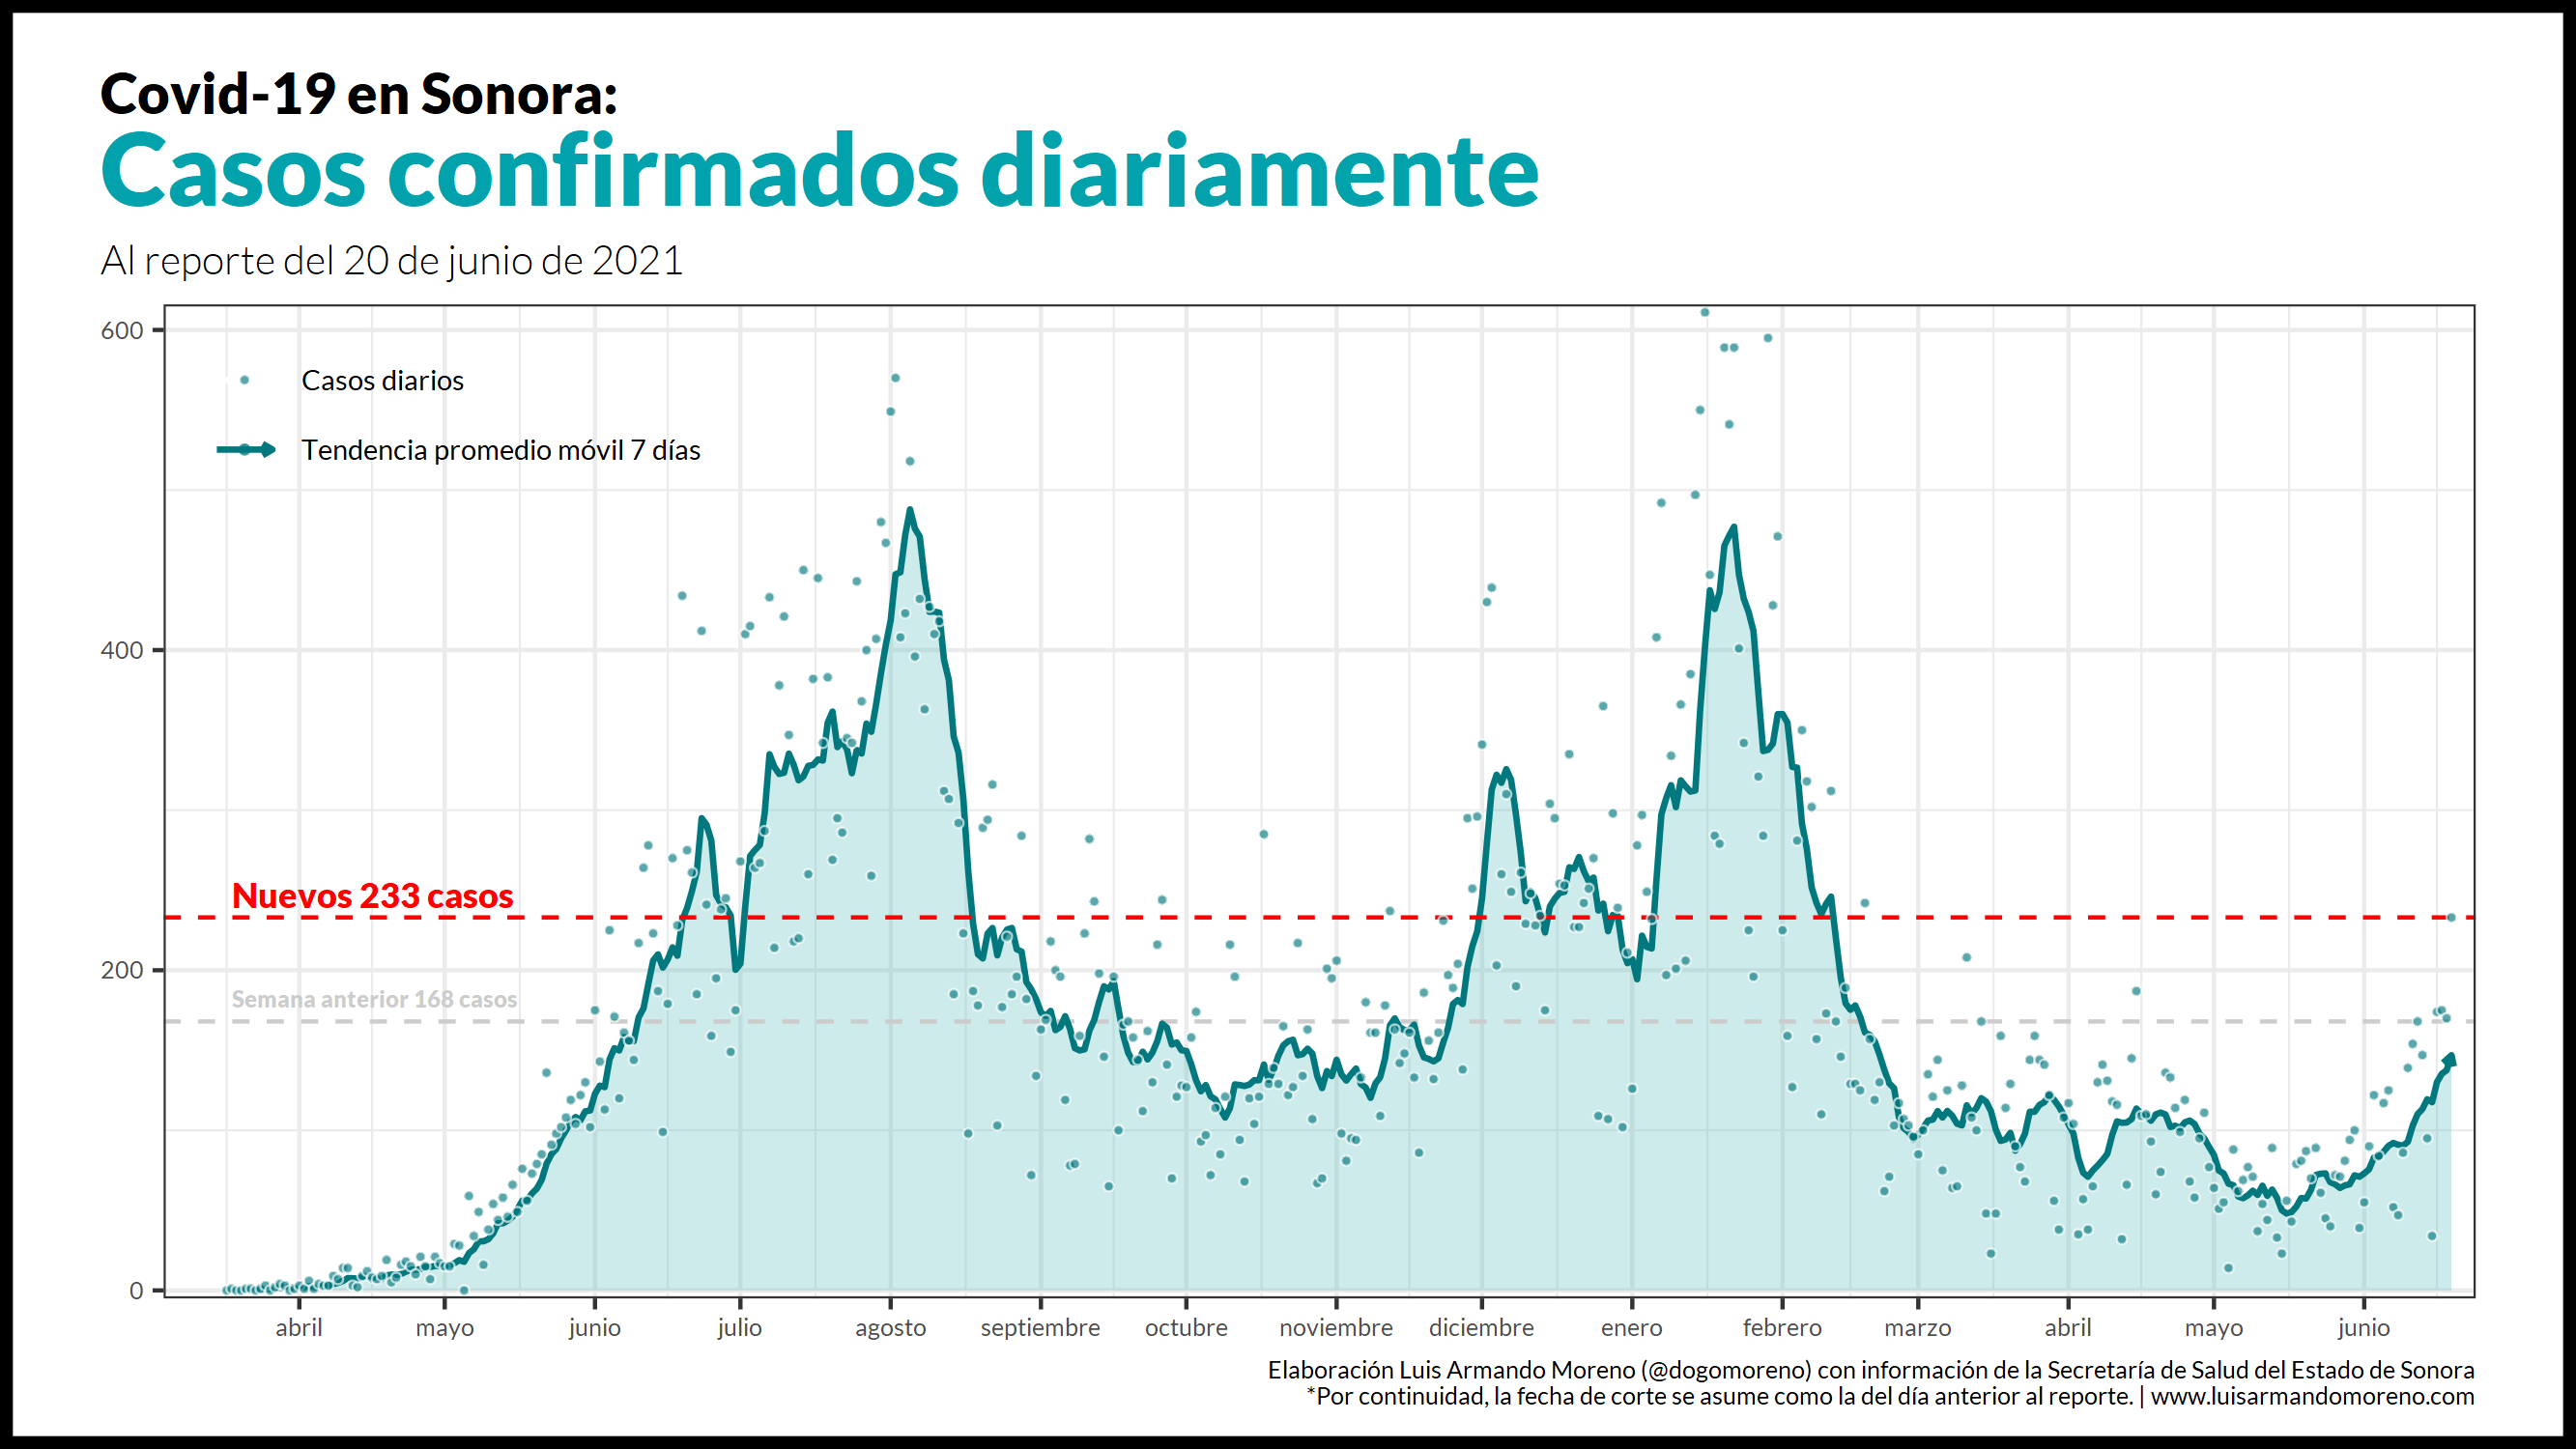 Covid-19 en Sonora:
Casos confirmados diariamente
Al reporte del 20 de junio de 2021
600
Casos diarios
Tendencia promedio móvil 7 días
400
Nuevos 233 casos
200
Semana anterior 168 casos
0
abril mayo junio julio agosto septiembre octubre noviembre diciembre enero febrero marzo abril mayo junio
Elaboración Luis Armando Moreno (@dogomoreno) con información de la Secretaría de Salud del Estado de Sonora
*Por continuidad, la fecha de corte se asume como la del día anterior al reporte. | www.luisarmandomoreno.com